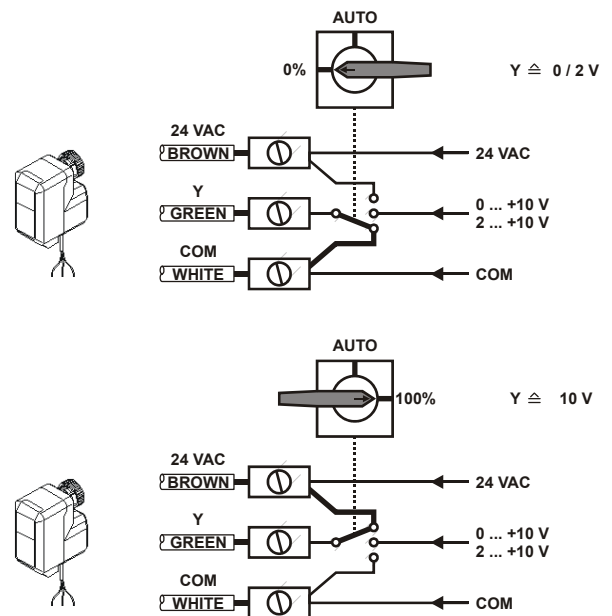 AUTO
0%
Y ≙ 0 / 2 V
24 VAC
BROWN
24 VAC
Y
GREEN
0 ... +10 V
2 ... +10 V
COM
WHITE
COM
AUTO
100%
Y ≙ 10 V
24 VAC
BROWN
24 VAC
Y
GREEN
0 ... +10 V
2 ... +10 V
COM
WHITE
COM